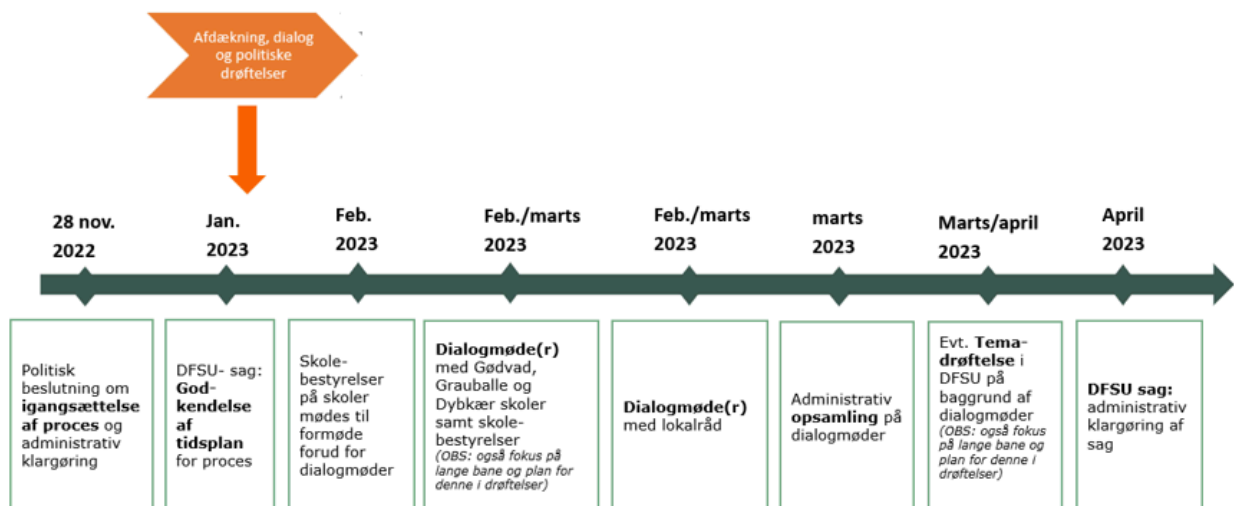 Afdækning, dialog
og politiske
drøftelser
28 nov.
2022
Jan.
2023
Feb.
2023
Feb./marts
2023
Feb./marts
2023
marts
2023
Marts/april
2023
April
2023
Politisk
beslutning om
igangsættelse
af proces og
administrativ
klargøring
DFSU- sag:
God-
kendelse
af
tidsplan
for proces
Skole-
bestyrelser
på skoler
mødes til
formøde
forud for
dialogmøder
Dialogmøde(r)
med Gødvad,
Grauballe og
Dybkær skoler
samt skole-
bestyrelser
(OBS: også fokus på
lange bane og plan for
denne i drøftelser)
Dialogmøde(r)
med lokalråd
Administrativ
opsamling på
dialogmøder
Evt. Tema-
drøftelse i
DFSU på
baggrund af
dialogmøder
(OBS: også fokus
på lange bane og
plan for denne i
drøftelser)
DFSU sag:
administrativ
klargøring af
sag